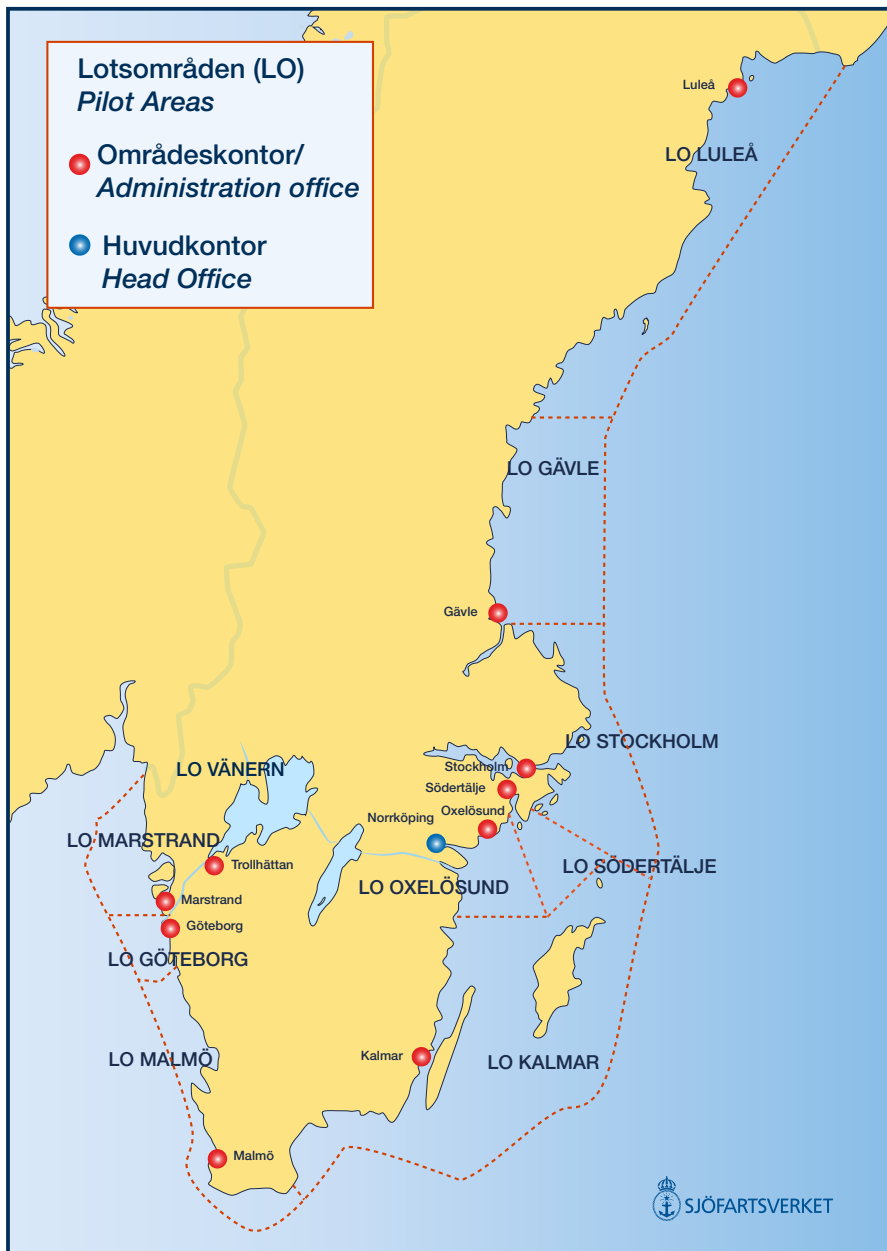 Lotsområden (LO)
Pilot Areas
Områdeskontor/
Administration office
Huvudkontor
Head Office
Luleå
LO LULEÅ
LO GÄVLE
Gävle
LO STOCKHOLM
Stockholm
LO VÄNERN
Södertälje
Oxelösund
Norrköping
LO MARSTRAND
Trollhättan
LO SÖDERTÄLJE
LO OXELÖSUND
Marstrand
Göteborg
LO GÖTEBORG
LO MALMÖ
Kalmar
LO KALMAR
Malmö
SJÖFARTSVERKET